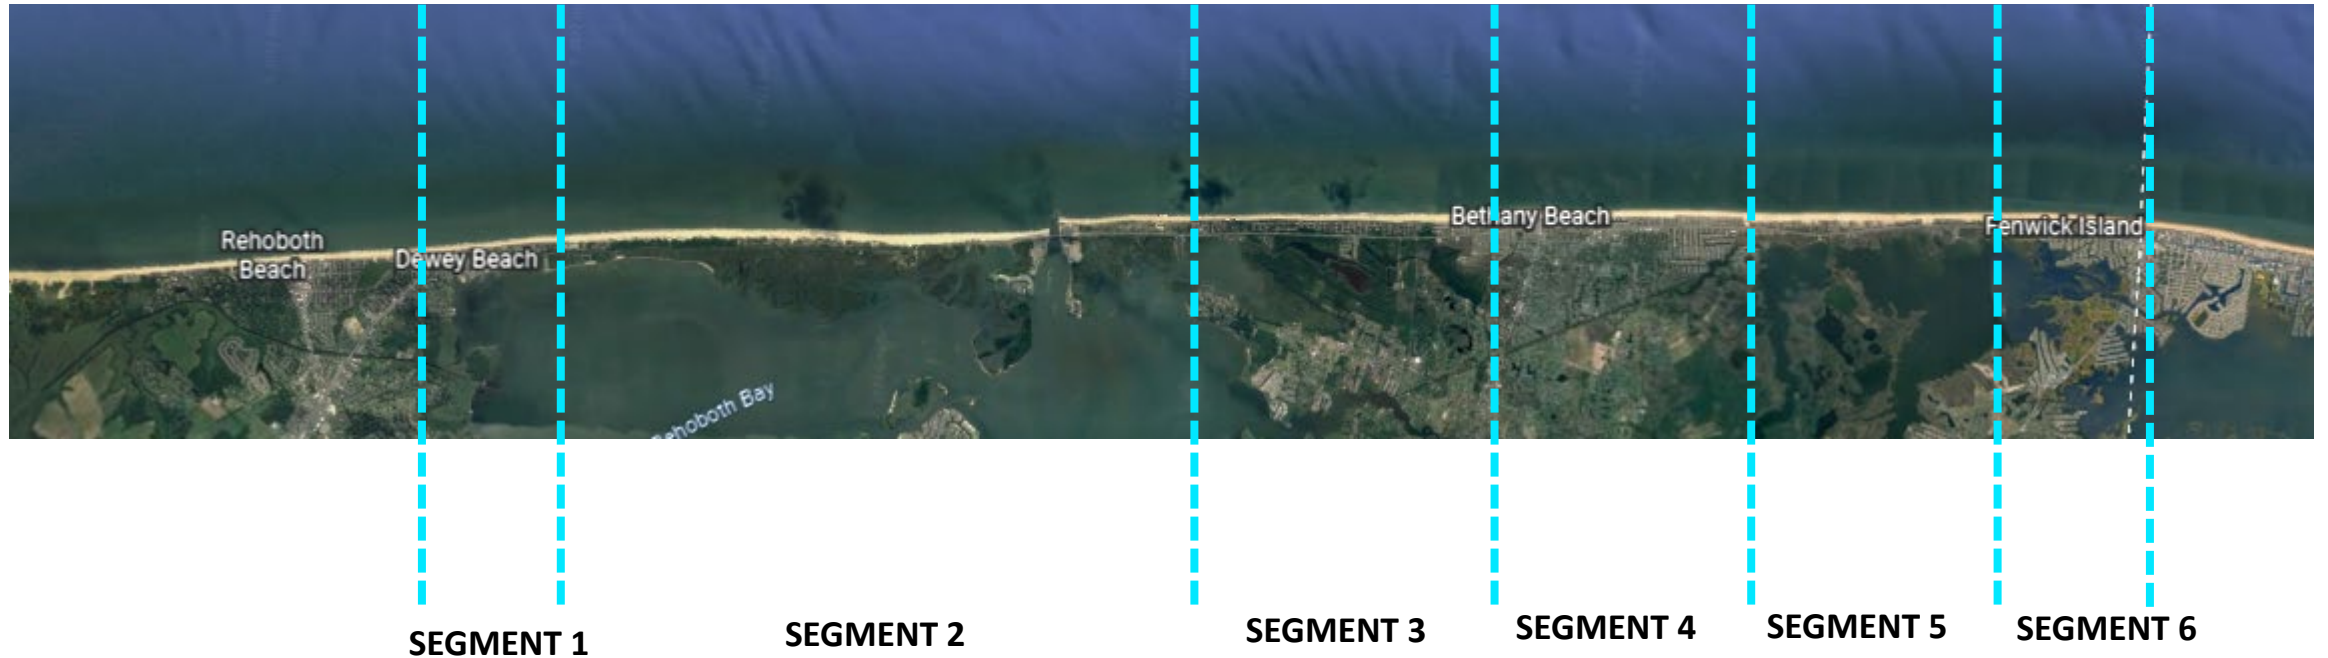 Rehoboth
Beach
Dewey Beach
Bethany Beach
Fenwick Island
ehoboth Bay
SEGMENT 1
SEGMENT 2
SEGMENT 3
SEGMENT 4
SEGMENT 5
SEGMENT 6